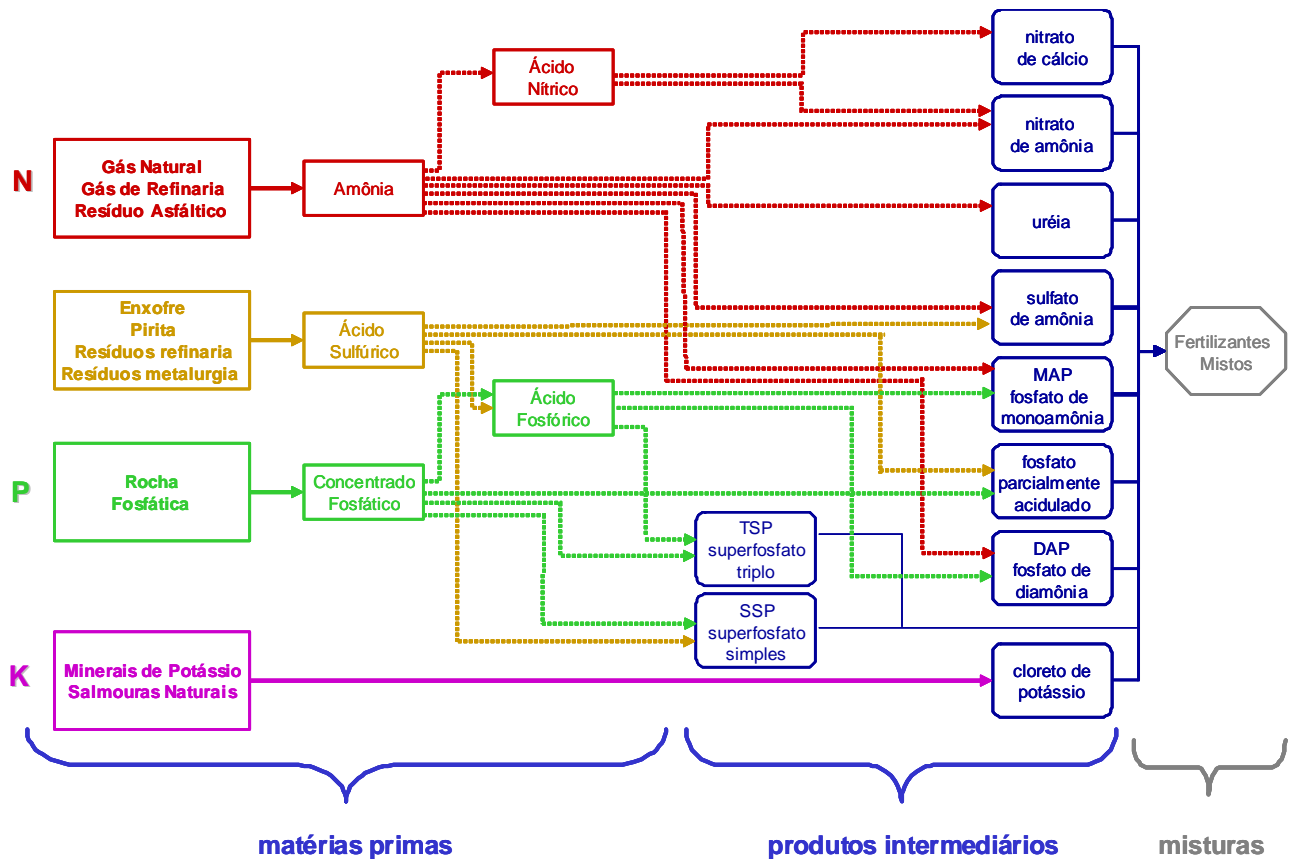 N
Gás Natural
Gás de Refinaria
Resíduo Asfáltico
Amônia
Ácido
Nítrico
nitrato
de cálcio
nitrato
de amônia
uréia
Enxofre
Pirita
Resíduos refinaria
Resíduos metalurgia
Ácido
Sulfúrico
sulfato
de amônia
Fertilizantes
Mistos
Ácido
Fosfórico
MAP
fosfato de
monoamônia
P
Rocha
Fosfática
Concentrado
Fosfático
fosfato
parcialmente
acidulado
TSP
superfosfato
triplo
DAP
fosfato de
diamônia
SSP
superfosfato
simples
K
Minerais de Potássio
Salmouras Naturais
cloreto de
potássio
matérias primas
produtos intermediários
misturas